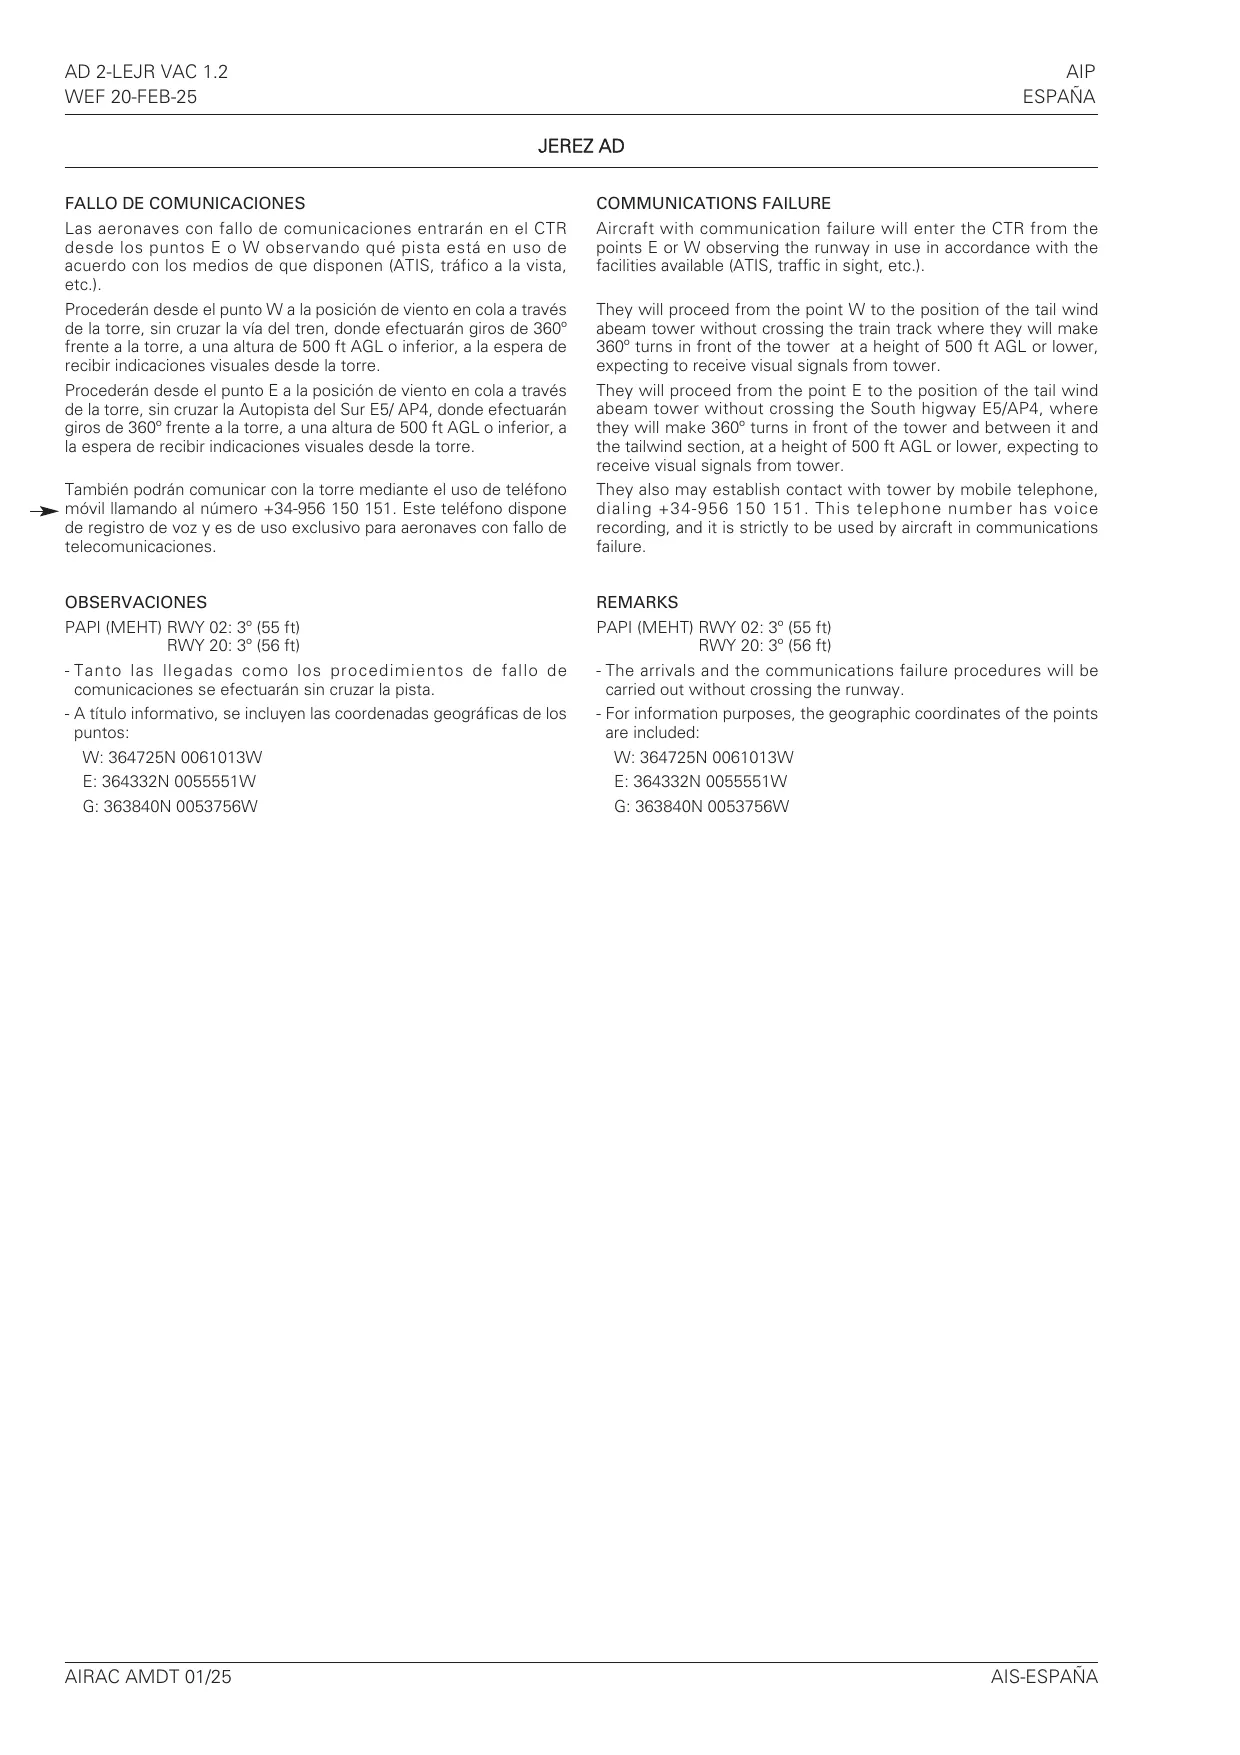 AD 2-LEJR VAC 1.2
WEF 20-FEB-25
AIP
ESPAÑA
JEREZ AD
FALLO DE COMUNICACIONES
Las aeronaves con fallo de comunicaciones entrarán en el CTR
desde los puntos E o W observando qué pista está en uso de
acuerdo con los medios de que disponen (ATIS, tráfico a la vista,
etc.).
Procederán desde el punto W a la posición de viento en cola a través
de la torre, sin cruzar la vía del tren, donde efectuarán giros de 360º
frente a la torre, a una altura de 500 ft AGL o inferior, a la espera de
recibir indicaciones visuales desde la torre.
Procederán desde el punto E a la posición de viento en cola a través
de la torre, sin cruzar la Autopista del Sur E5/ AP4, donde efectuarán
giros de 360º frente a la torre, a una altura de 500 ft AGL o inferior, a
la espera de recibir indicaciones visuales desde la torre.
También podrán comunicar con la torre mediante el uso de teléfono
móvil llamando al número +34-956 150 151. Este teléfono dispone
de registro de voz y es de uso exclusivo para aeronaves con fallo de
telecomunicaciones.
OBSERVACIONES
PAPI (MEHT) RWY 02: 3º (55 ft)
RWY 20: 3º (56 ft)
- Tanto las llegadas como los procedimientos de fallo de
comunicaciones se efectuarán sin cruzar la pista.
- A título informativo, se incluyen las coordenadas geográficas de los
puntos:
W: 364725N 0061013W
E: 364332N 0055551W
G: 363840N 0053756W
COMMUNICATIONS FAILURE
Aircraft with communication failure will enter the CTR from the
points E or W observing the runway in use in accordance with the
facilities available (ATIS, traffic in sight, etc.).
They will proceed from the point W to the position of the tail wind
abeam tower without crossing the train track where they will make
360º turns in front of the tower at a height of 500 ft AGL or lower,
expecting to receive visual signals from tower.
They will proceed from the point E to the position of the tail wind
abeam tower without crossing the South higway E5/AP4, where
they will make 360º turns in front of the tower and between it and
the tailwind section, at a height of 500 ft AGL or lower, expecting to
receive visual signals from tower.
They also may establish contact with tower by mobile telephone,
dialing +34-956 150 151. This telephone number has voice
recording, and it is strictly to be used by aircraft in communications
failure.
REMARKS
PAPI (MEHT) RWY 02: 3º (55 ft)
RWY 20: 3º (56 ft)
- The arrivals and the communications failure procedures will be
carried out without crossing the runway.
- For information purposes, the geographic coordinates of the points
are included:
W: 364725N 0061013W
E: 364332N 0055551W
G: 363840N 0053756W
AIRAC AMDT 01/25
AIS-ESPAÑA